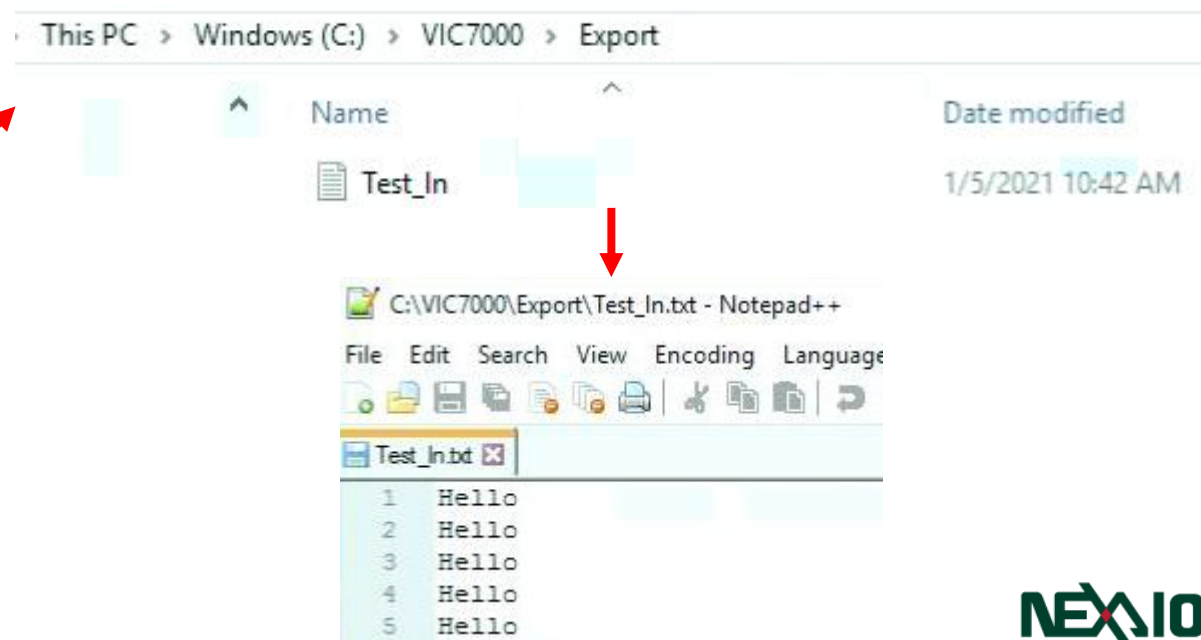 This PC > Windows (C:) > VIC7000 > Export
Name Date modified
Test_In 1/5/2021 10:42 AM
C:\VIC7000\Export\Test_In.txt - Notepad++
File Edit Search View Encoding Language
Test_In.txt
1 Hello
2 Hello
3 Hello
4 Hello
5 Hello
NEXIO